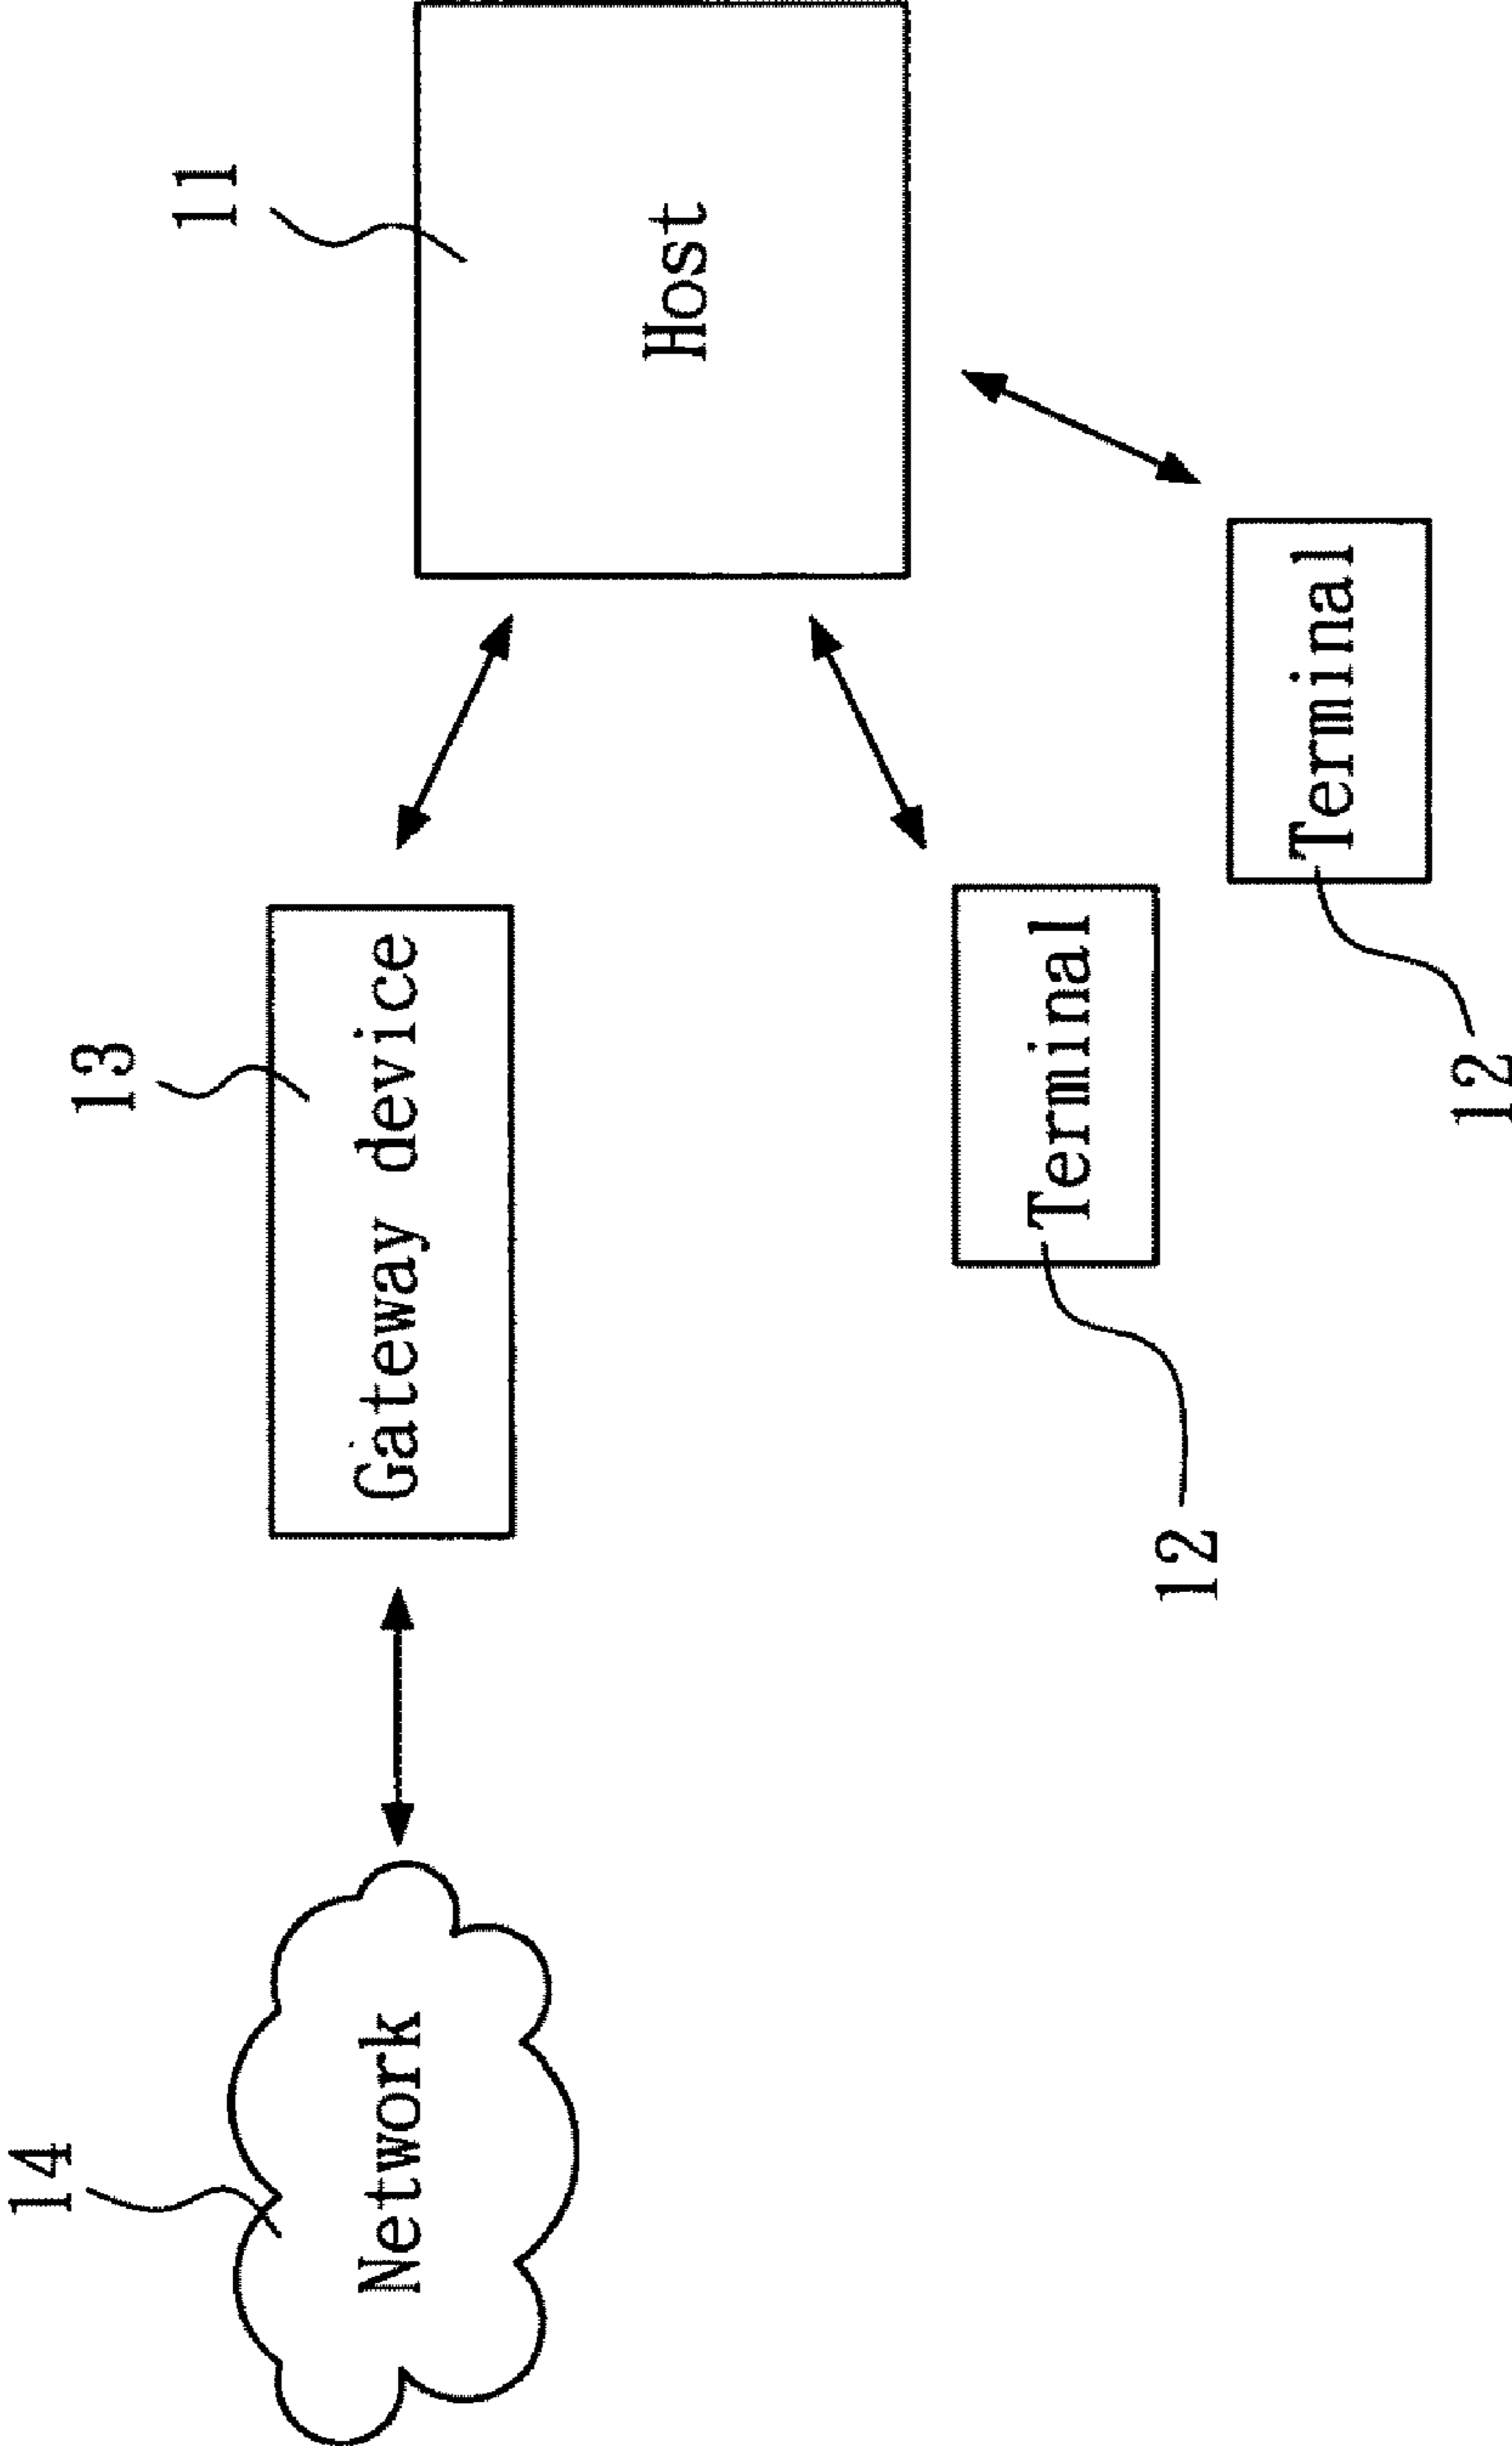 14
Network
13
Gateway device
11
Host
12
Terminal
12
Terminal